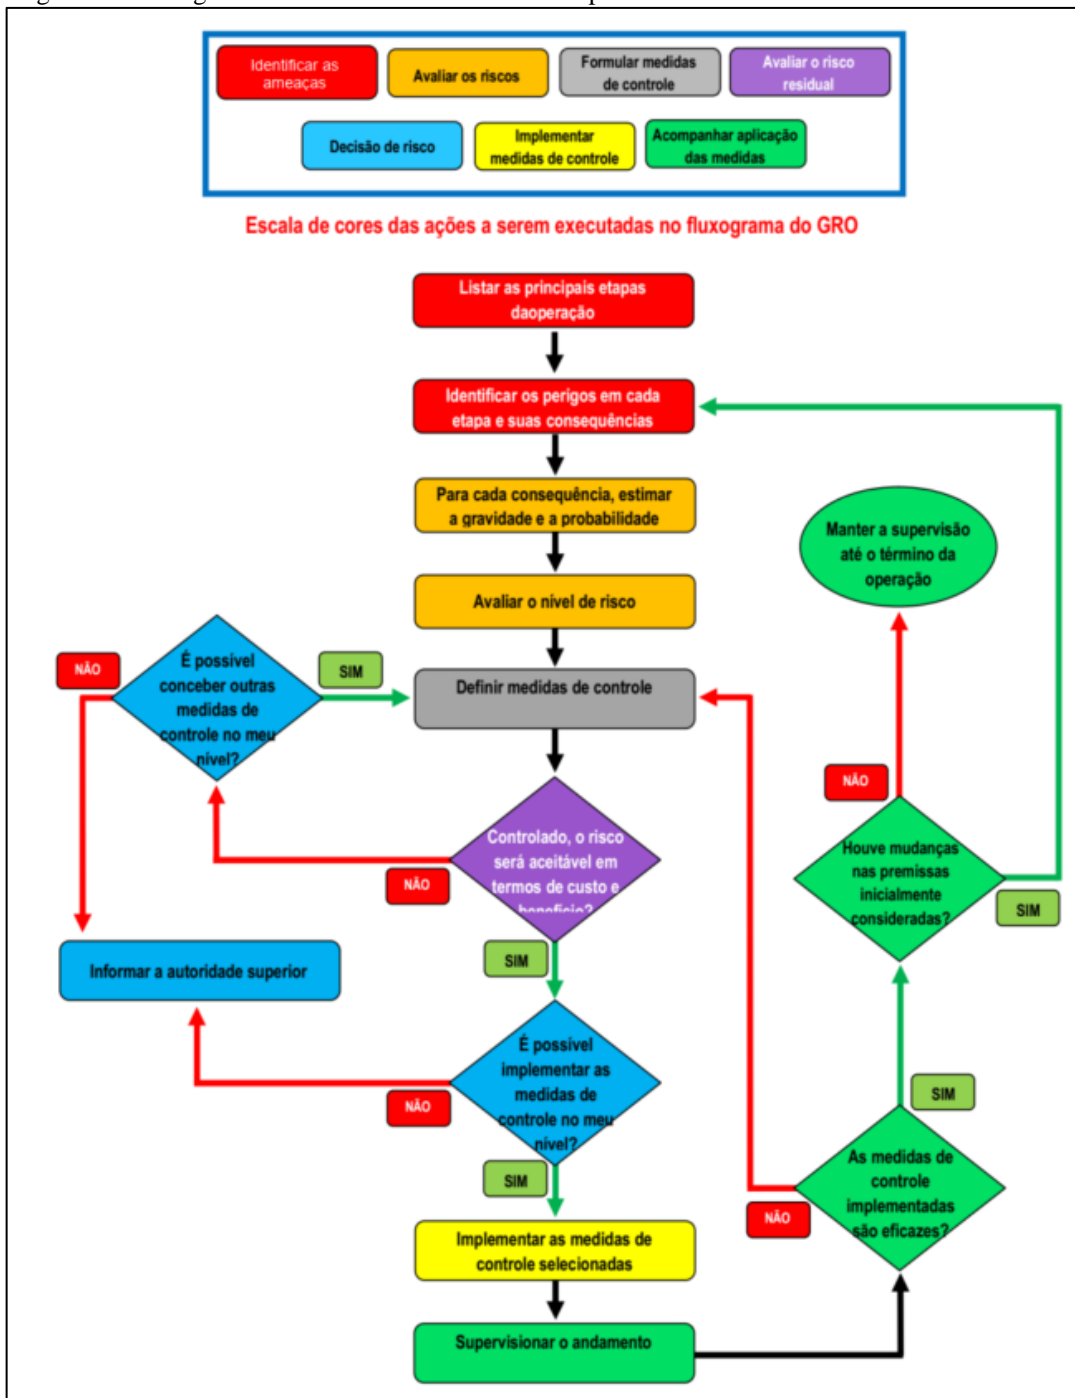 Identificar as
ameaças
Avaliar os riscos
Formular medidas
de controle
Avaliar o risco
residual
Decisão de risco
Implementar
medidas de controle
Acompanhar aplicação
das medidas
Escala de cores das ações a serem executadas no fluxograma do GRO
Listar as principais etapas
daoperação
Identificar os perigos em cada
etapa e suas consequências
Para cada consequência, estimar
a gravidade e a probabilidade
Manter a supervisão
até o término da
operação
Avaliar o nível de risco
NÃO
É possível
conceber outras
medidas de
controle no meu
nível?
SIM
Definir medidas de controle
NÃO
Controlado, o risco
será aceitável em
termos de custo e
benefício?
NÃO
Houve mudanças
nas premissas
inicialmente
consideradas?
SIM
SIM
Informar a autoridade superior
É possível
implementar as
medidas de
controle no meu
nível?
NÃO
SIM
SIM
As medidas de
controle
implementadas
são eficazes?
NÃO
Implementar as medidas de
controle selecionadas
Supervisionar o andamento